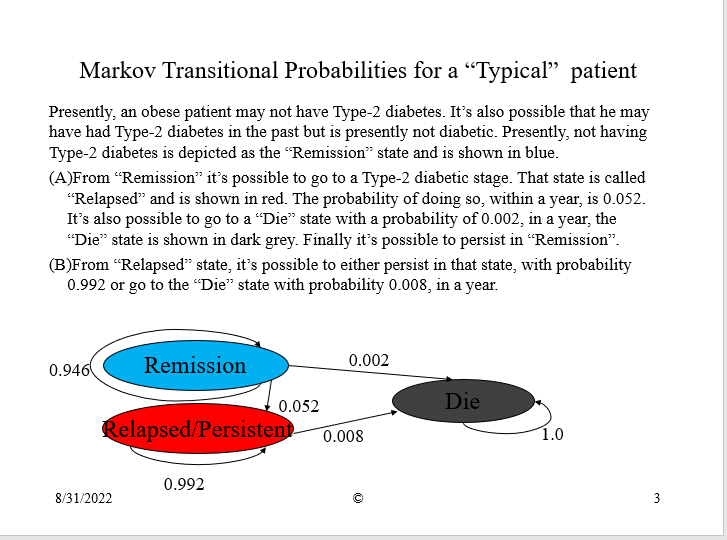 Markov Transitional Probabilities for a “Typical”  patient
Presently, an obese patient may not have Type-2 diabetes. It’s also possible that he may
have had Type-2 diabetes in the past but is presently not diabetic. Presently, not having
Type-2 diabetes is depicted as the “Remission” state and is shown in blue.
(A)From “Remission” it’s possible to go to a Type-2 diabetic stage. That state is called
“Relapsed” and is shown in red. The probability of doing so, within a year, is 0.052.
It’s also possible to go to a “Die” state with a probability of 0.002, in a year, the
“Die” state is shown in dark grey. Finally it’s possible to persist in “Remission”.
(B)From “Relapsed” state, it’s possible to either persist in that state, with probability
0.992 or go to the “Die” state with probability 0.008, in a year.
0.946
Remission
0.002
Die
0.052
Relapsed/Persistent
0.008
1.0
0.992
8/31/2022
©
3